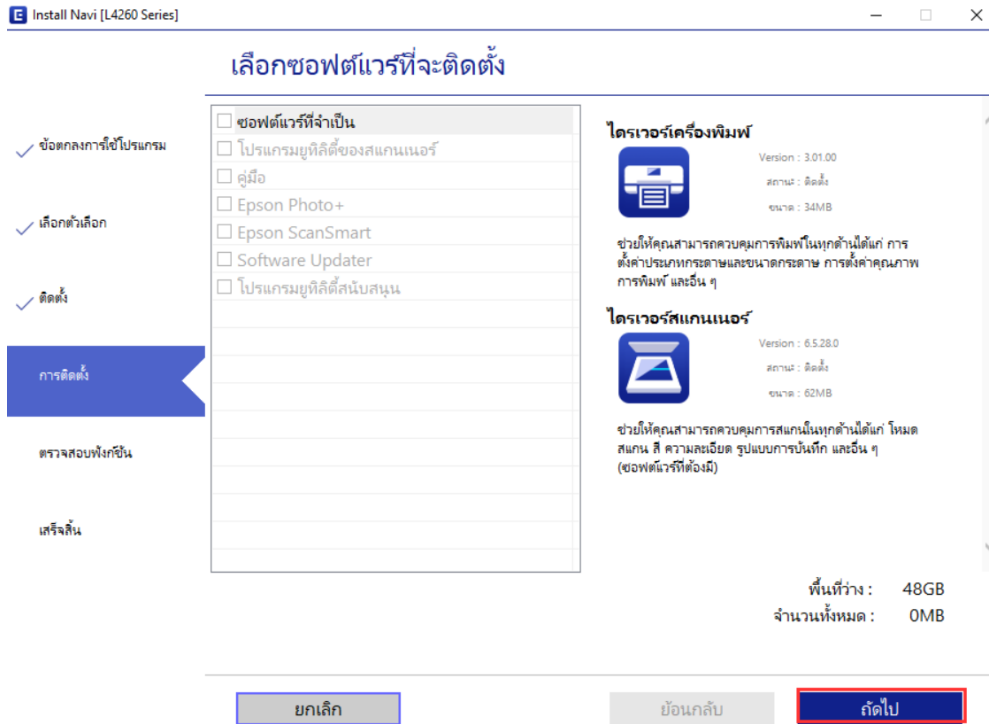 E Install Navi [L4260 Series]
เลือกซอฟต์แวร์ที่จะติดตั้ง
ข้อตกลงการใช้โปรแกรม
เลือกตัวเลือก
ติดตั้ง
การติดตั้ง
ตรวจสอบฟังก์ชัน
เสร็จสิ้น
ซอฟต์แวร์ที่จำเป็น
โปรแกรมยูทิลิตี้ของสแกนเนอร์
คู่มือ
Epson Photo+
Epson ScanSmart
Software Updater
โปรแกรมยูทิลิตี้สนับสนุน
ไดรเวอร์เครื่องพิมพ์
Version : 3.01.00
สถานะ : ติดตั้ง
ขนาด : 34MB
ช่วยให้คุณสามารถควบคุมการพิมพ์ในทุกด้านได้แก่ การ
ตั้งค่าประเภทกระดาษและขนาดกระดาษ การตั้งค่าคุณภาพ
การพิมพ์ และอื่น ๆ
ไดรเวอร์สแกนเนอร์
Version : 6.5.28.0
สถานะ : ติดตั้ง
ขนาด : 62MB
ช่วยให้คุณสามารถควบคุมการสแกนในทุกด้านได้แก่ โหมด
สแกน สี ความละเอียด รูปแบบการบันทึก และอื่น ๆ
(ซอฟต์แวร์ที่ต้องมี)
พื้นที่ว่าง : 48GB
จำนวนทั้งหมด : 0MB
ยกเลิก
ย้อนกลับ
ถัดไป